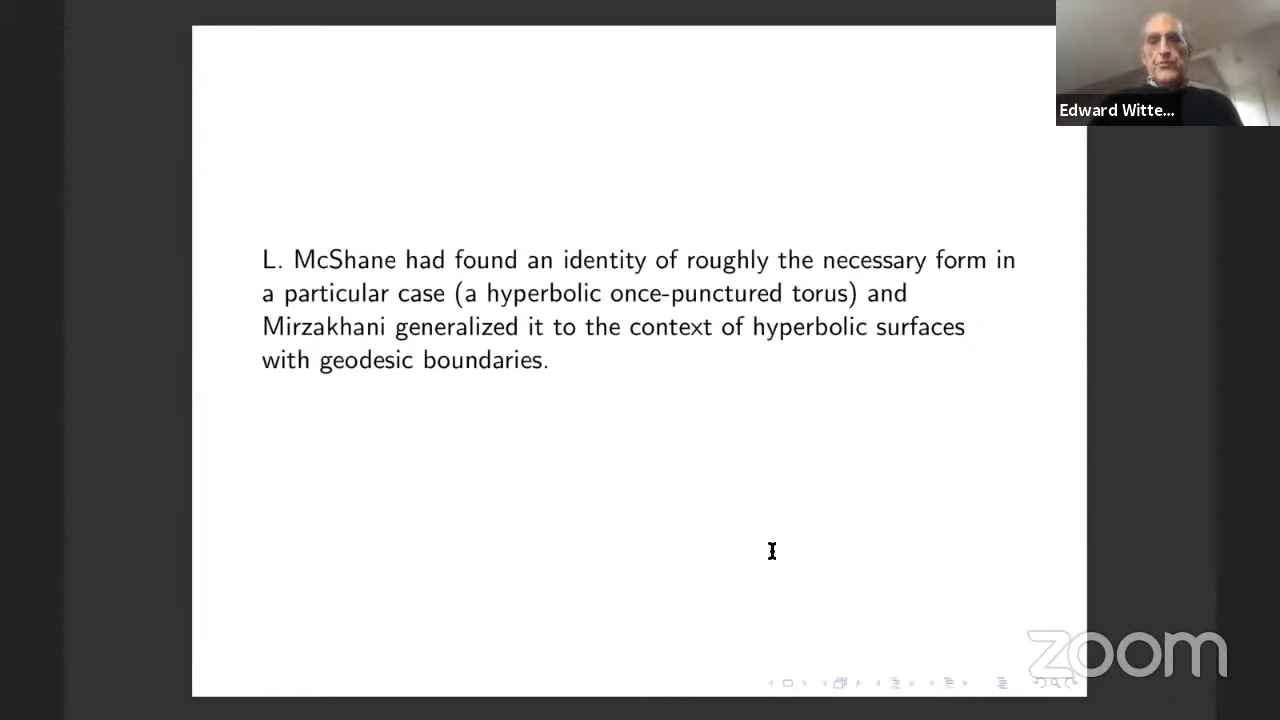 Edward Witte...
L. McShane had found an identity of roughly the necessary form in
a particular case (a hyperbolic once-punctured torus) and
Mirzakhani generalized it to the context of hyperbolic surfaces
with geodesic boundaries.
zoom